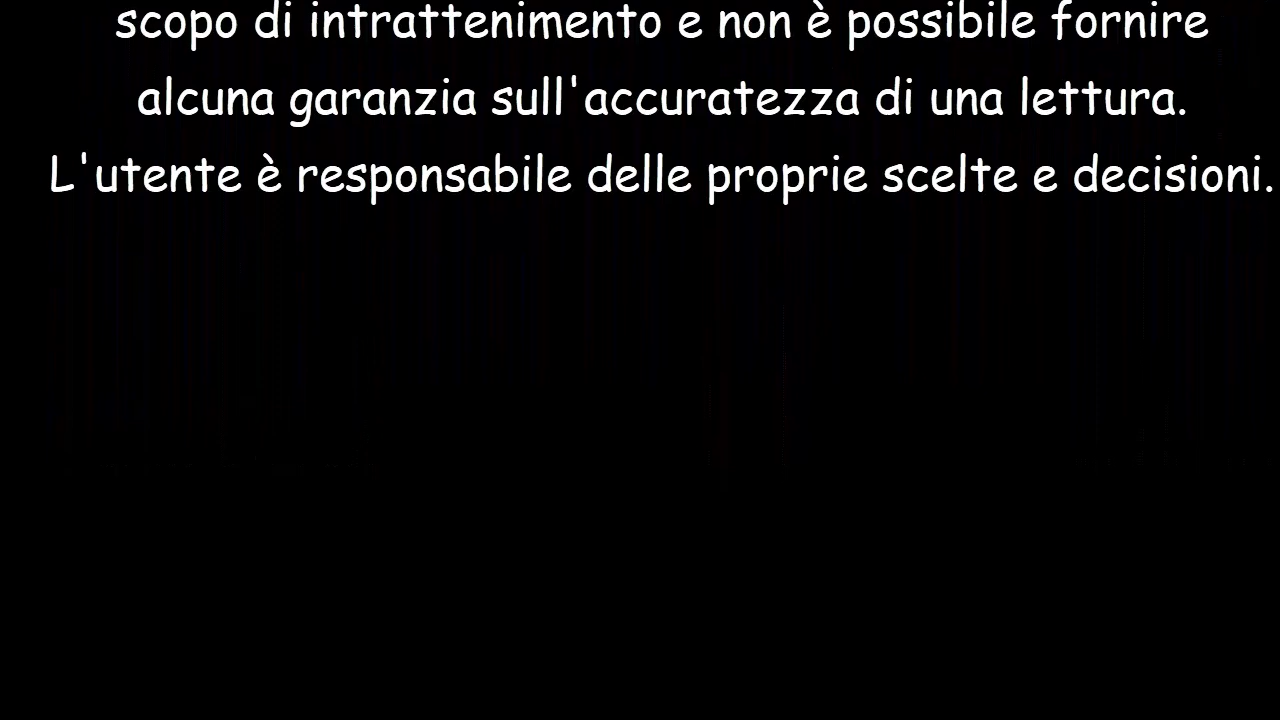 scopo di intrattenimento e non è possibile fornire
alcuna garanzia sull'accuratezza di una lettura.
L'utente è responsabile delle proprie scelte e decisioni.